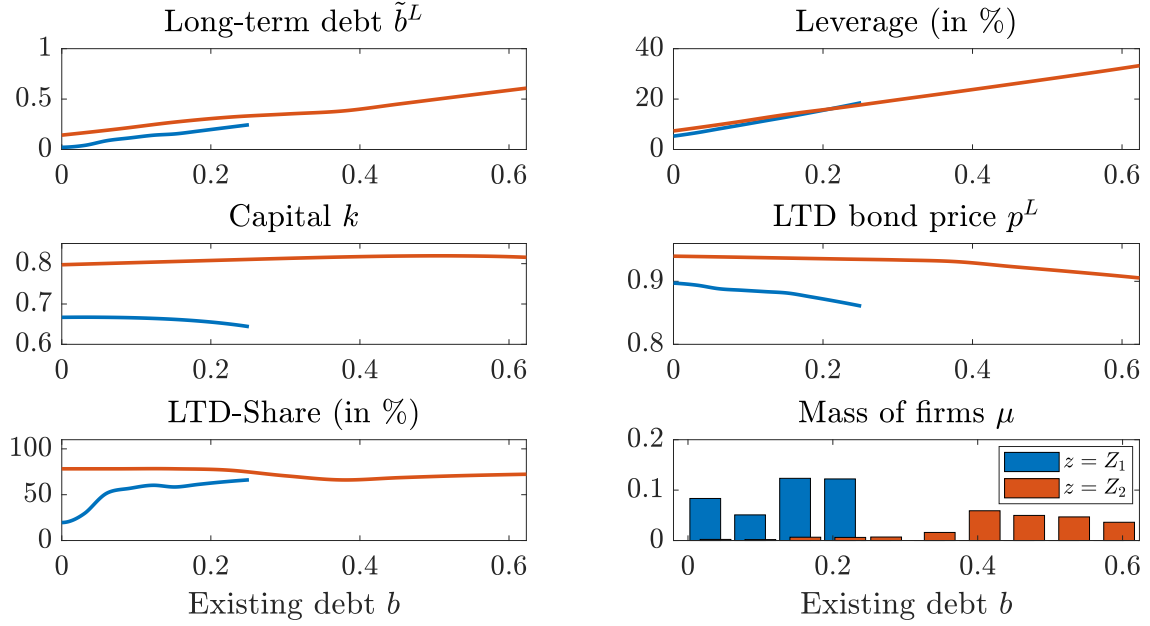 Long-term debt b̃ᴸ
1
0.5
0
0 0.2 0.4 0.6
Leverage (in %)
40
20
0
0 0.2 0.4 0.6
Capital k
0.8
0.7
0.6
0 0.2 0.4 0.6
LTD bond price pᴸ
0.9
0.8
0 0.2 0.4 0.6
LTD-Share (in %)
100
50
0
0 0.2 0.4 0.6
Existing debt b
Mass of firms μ
0.2
0.1
0
z = Z₁
z = Z₂
0 0.2 0.4 0.6
Existing debt b